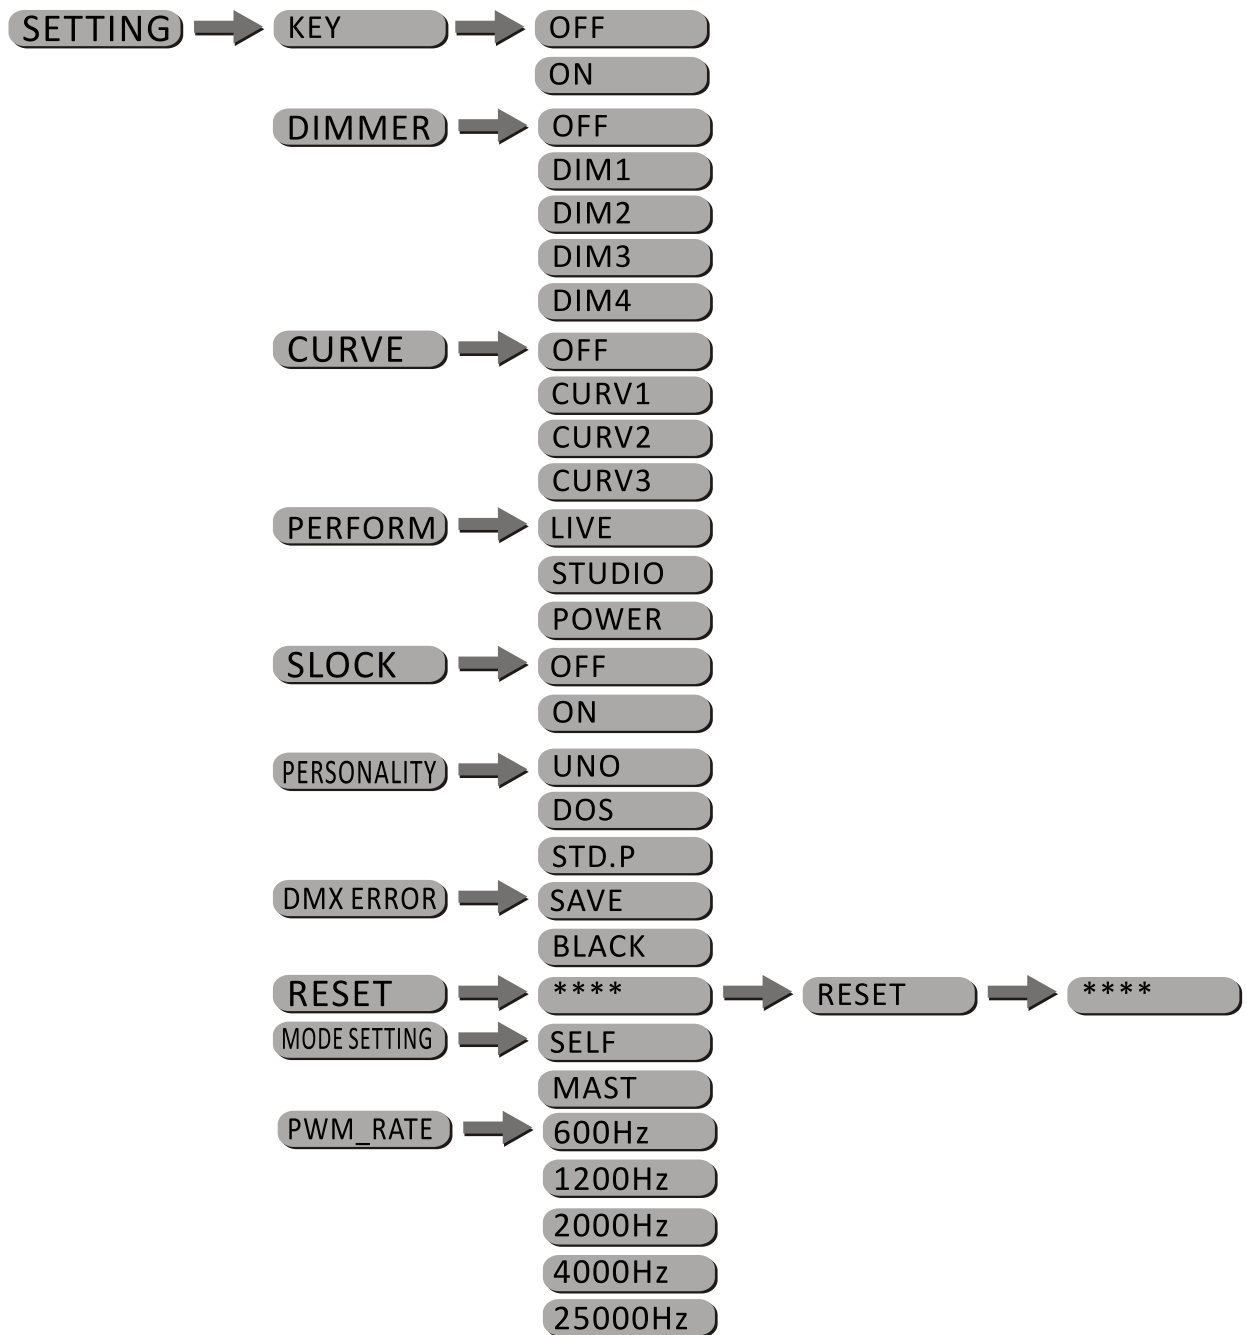 SETTING KEY OFF
ON
DIMMER OFF
DIM1
DIM2
DIM3
DIM4
CURVE OFF
CURV1
CURV2
CURV3
PERFORM LIVE
STUDIO
POWER
SLOCK OFF
ON
PERSONALITY UNO
DOS
STD.P
DMX ERROR SAVE
BLACK
RESET **** RESET ****
MODE SETTING SELF
MAST
PWM_RATE 600Hz
1200Hz
2000Hz
4000Hz
25000Hz